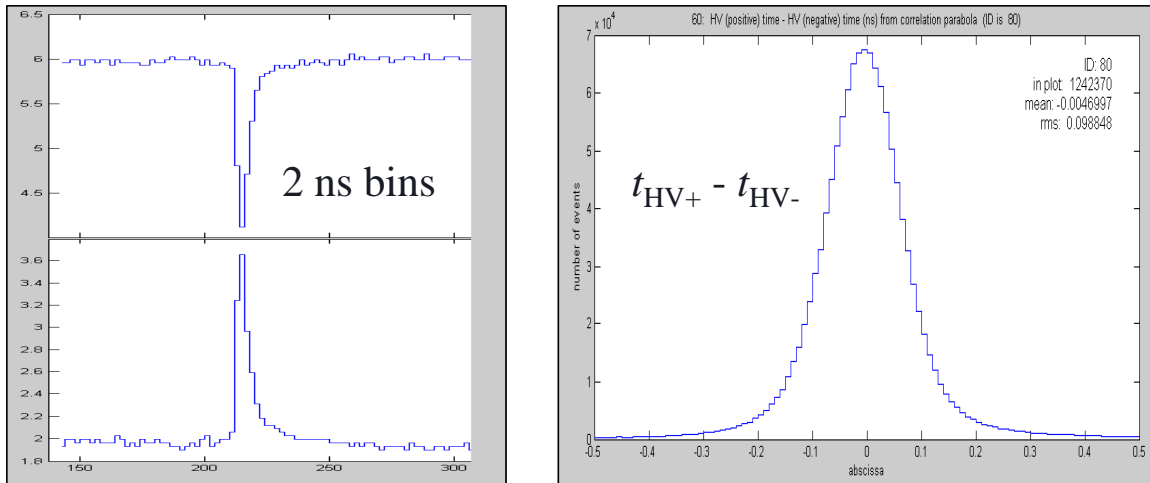 6.5
6
5.5
5
4.5
2 ns bins
3.6
3.4
3.2
3
2.8
2.6
2.4
2.2
2
1.8
150 200 250 300
60: HV (positive) time - HV (negative) time (ns) from correlation parabola (ID is 80)
x 10⁴
7
6
5
4
3
2
1
0
number of events
ID: 80
in plot: 1242370
mean: -0.0046997
rms: 0.098848
t HV+ - t HV-
-0.5 -0.4 -0.3 -0.2 -0.1 0 0.1 0.2 0.3 0.4 0.5
abscissa